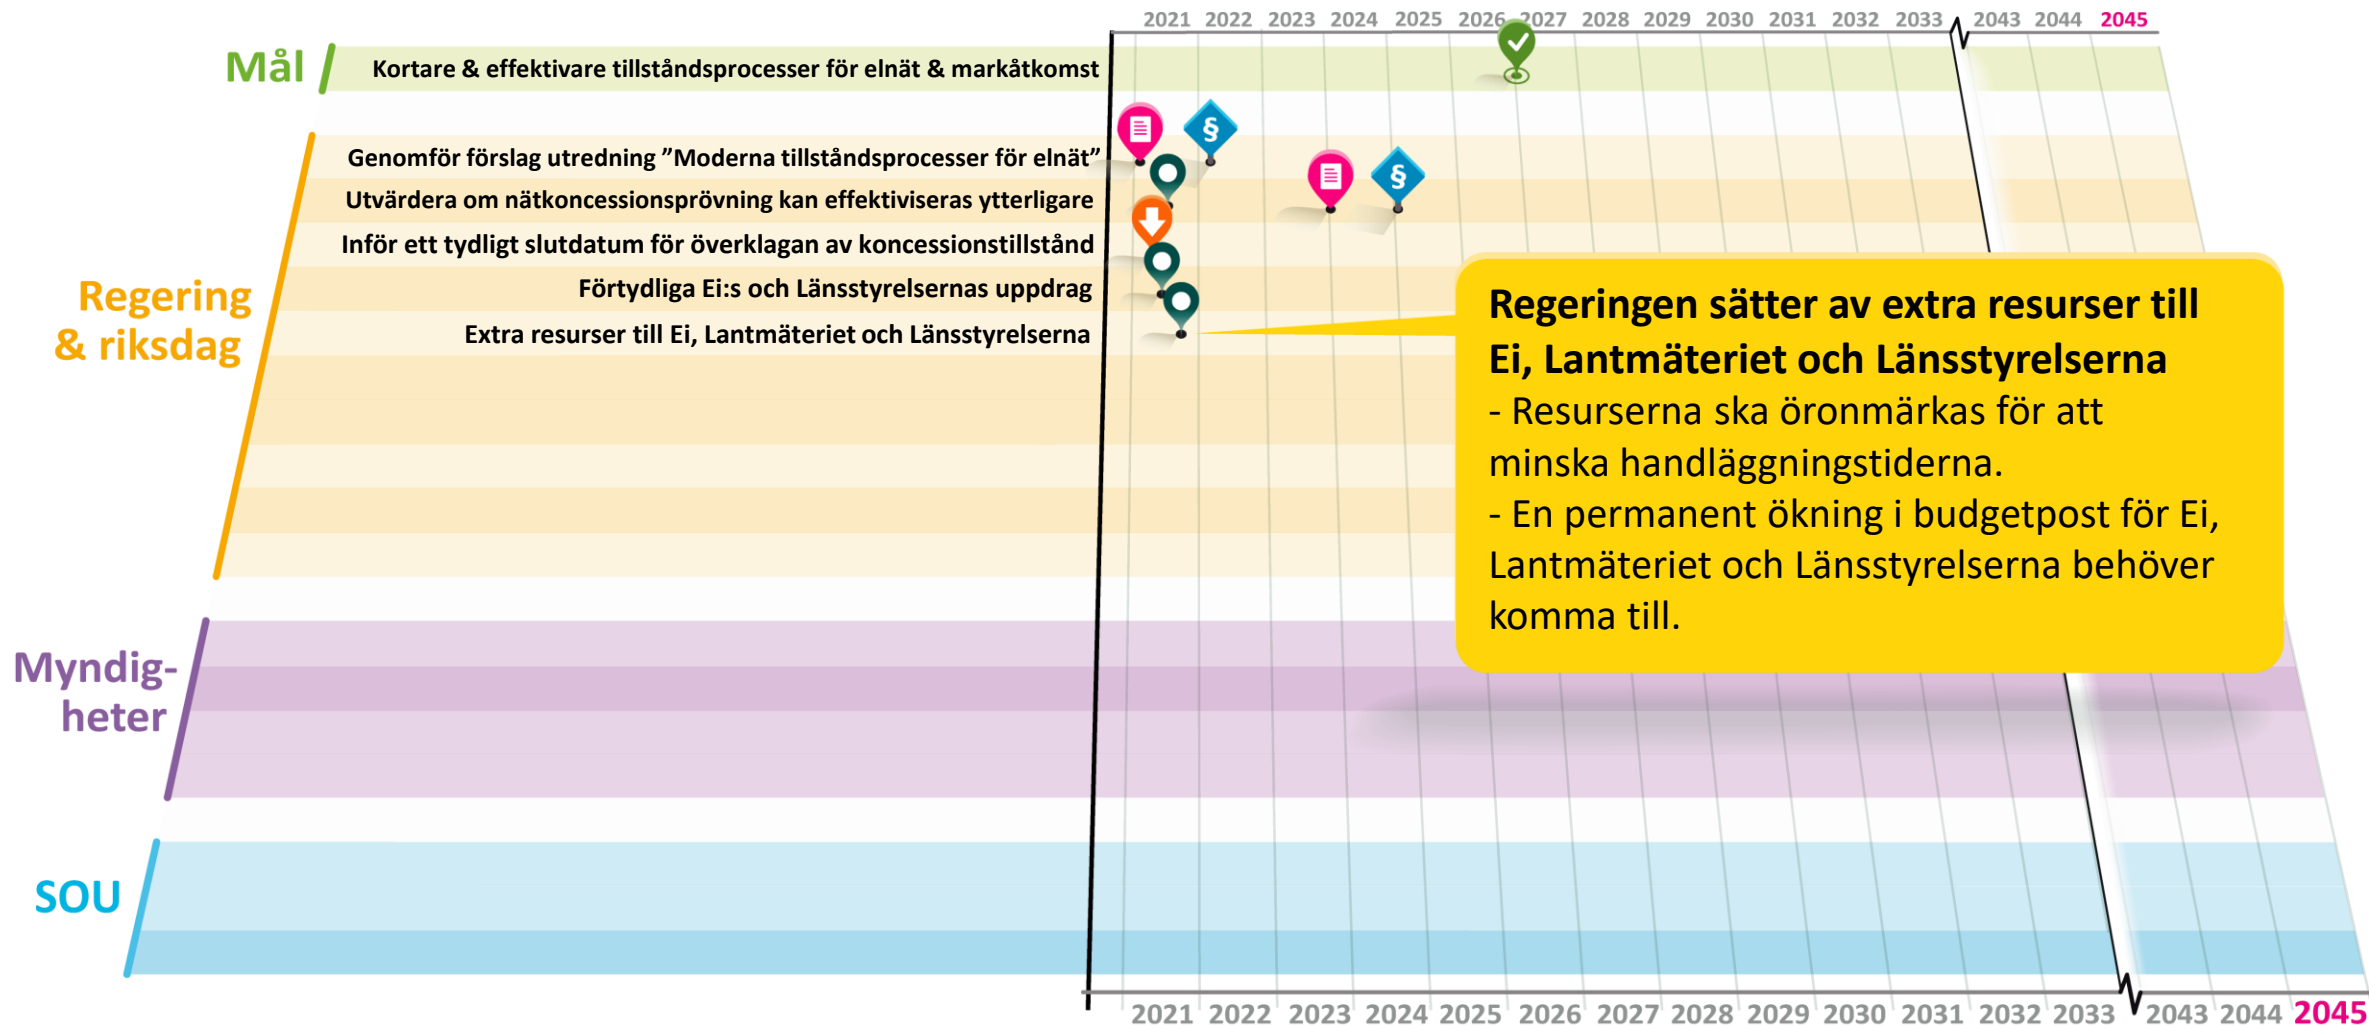 2021 2022 2023 2024 2025 2026 2027 2028 2029 2030 2031 2032 2033 2043 2044 2045
Mål
Kortare & effektivare tillståndsprocesser för elnät & markåtkomst
§
Genomför förslag utredning ”Moderna tillståndsprocesser för elnät”
§
Utvärdera om nätkoncessionsprövning kan effektiviseras ytterligare
Inför ett tydligt slutdatum för överklagan av koncessionstillstånd
Förtydliga Ei:s och Länsstyrelsernas uppdrag
Extra resurser till Ei, Lantmäteriet och Länsstyrelserna
Regering
& riksdag
Regeringen sätter av extra resurser till
Ei, Lantmäteriet och Länsstyrelserna
- Resurserna ska öronmärkas för att
minska handläggningstiderna.
- En permanent ökning i budgetpost för Ei,
Lantmäteriet och Länsstyrelserna behöver
komma till.
Myndig-
heter
SOU
2021 2022 2023 2024 2025 2026 2027 2028 2029 2030 2031 2032 2033 2043 2044 2045